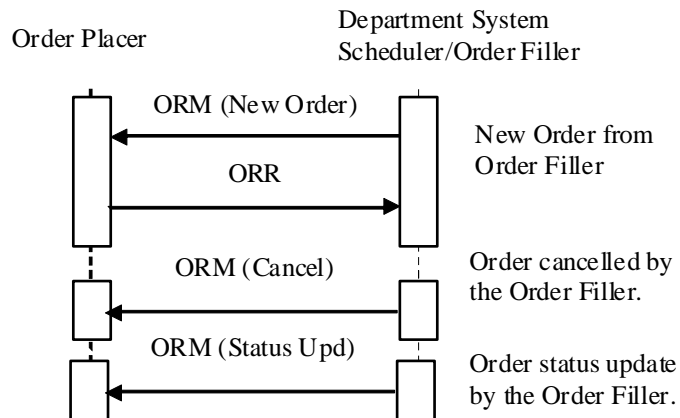 Order Placer
Department System
Scheduler/Order Filler
ORM (New Order)
New Order from
Order Filler
ORR
ORM (Cancel)
Order cancelled by
the Order Filler.
ORM (Status Upd)
Order status update
by the Order Filler.